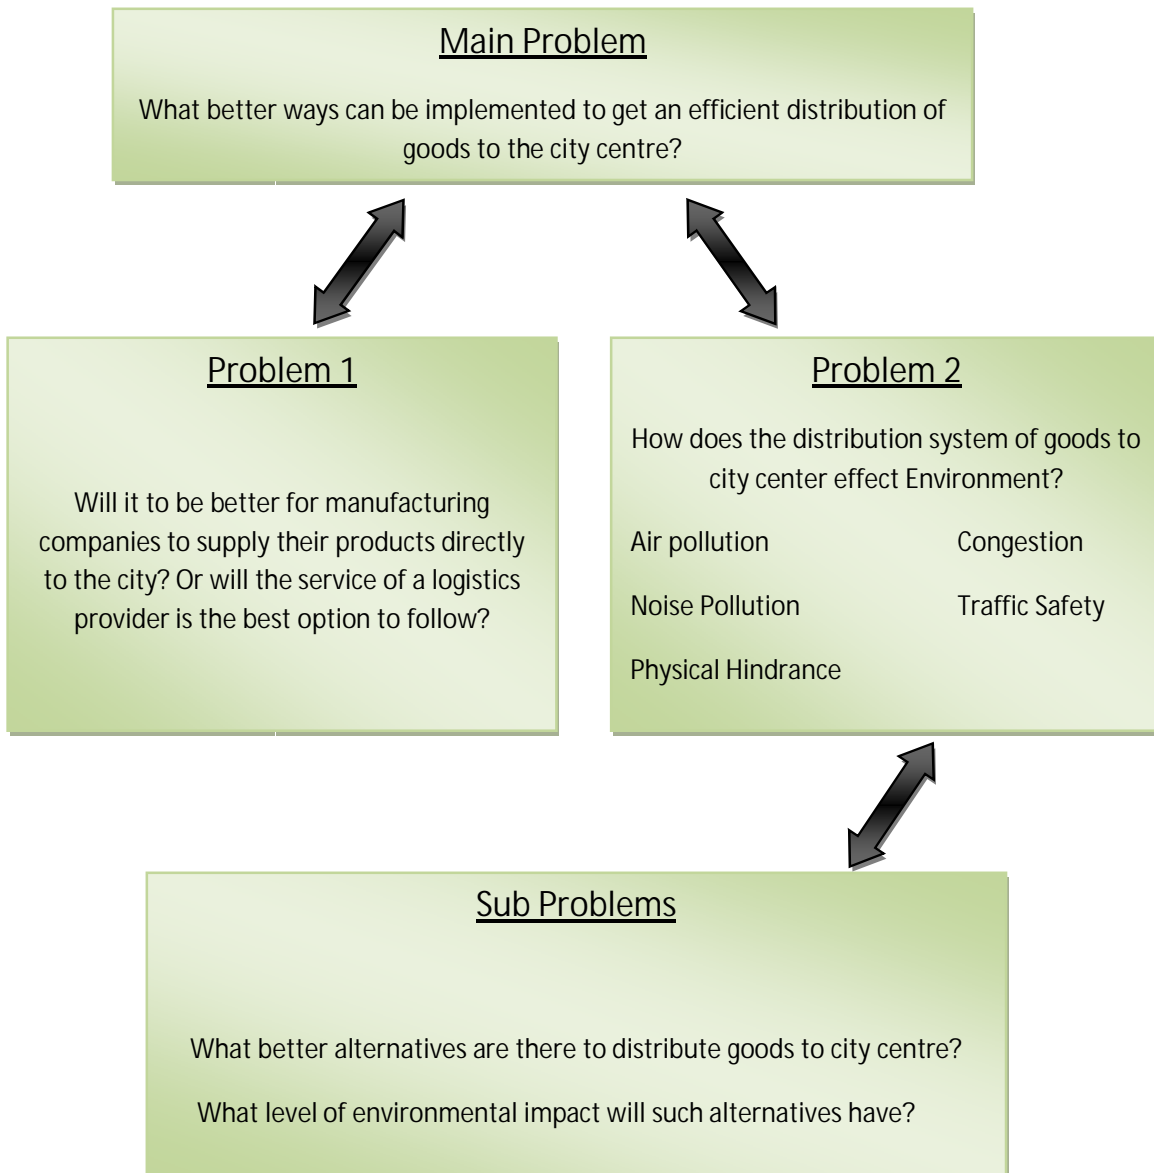 Main Problem
What better ways can be implemented to get an efficient distribution of
goods to the city centre?
Problem 1
Will it to be better for manufacturing
companies to supply their products directly
to the city? Or will the service of a logistics
provider is the best option to follow?
Problem 2
How does the distribution system of goods to
city center effect Environment?
Air pollution
Congestion
Noise Pollution
Traffic Safety
Physical Hindrance
Sub Problems
What better alternatives are there to distribute goods to city centre?
What level of environmental impact will such alternatives have?